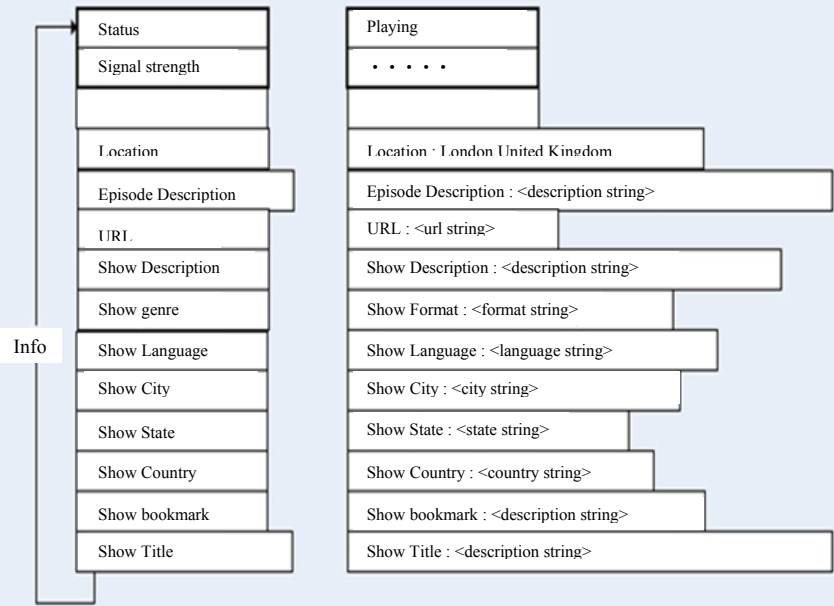 Status Playing
Signal strength • • • • •
Location Location : London United Kingdom
Episode Description Episode Description : <description string>
URL URL : <url string>
Show Description Show Description : <description string>
Show genre Show Format : <format string>
Info
Show Language Show Language : <language string>
Show City Show City : <city string>
Show State Show State : <state string>
Show Country Show Country : <country string>
Show bookmark Show bookmark : <description string>
Show Title Show Title : <description string>